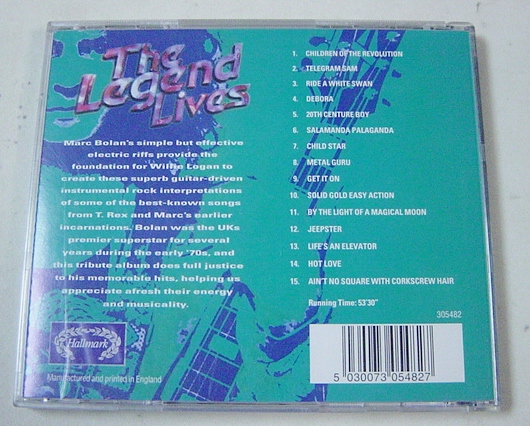 The
Legend
Lives
Marc Bolan's simple but effective
electric riffs provide the
foundation for Willie Logan to
create these superb guitar-driven
instrumental rock interpretations
of some of the best-known songs
from T. Rex and Marc's earlier
incarnations. Bolan was the UKs
premier superstar for several
years during the early '70s, and
this tribute album does full justice
to his memorable hits, helping us
appreciate afresh their energy
and musicality.
Hallmark
Manufactured and printed in England
1. CHILDREN OF THE REVOLUTION
2. TELEGRAM SAM
3. RIDE A WHITE SWAN
4. DEBORA
5. 20TH CENTURE BOY
6. SALAMANDA PALAGANDA
7. CHILD STAR
8. METAL GURU
9. GET IT ON
10. SOLID GOLD EASY ACTION
11. BY THE LIGHT OF A MAGICAL MOON
12. JEEPSTER
13. LIFE'S AN ELEVATOR
14. HOT LOVE
15. AIN'T NO SQUARE WITH CORKSCREW HAIR
Running Time: 53'30"
305482
5 030073 054827